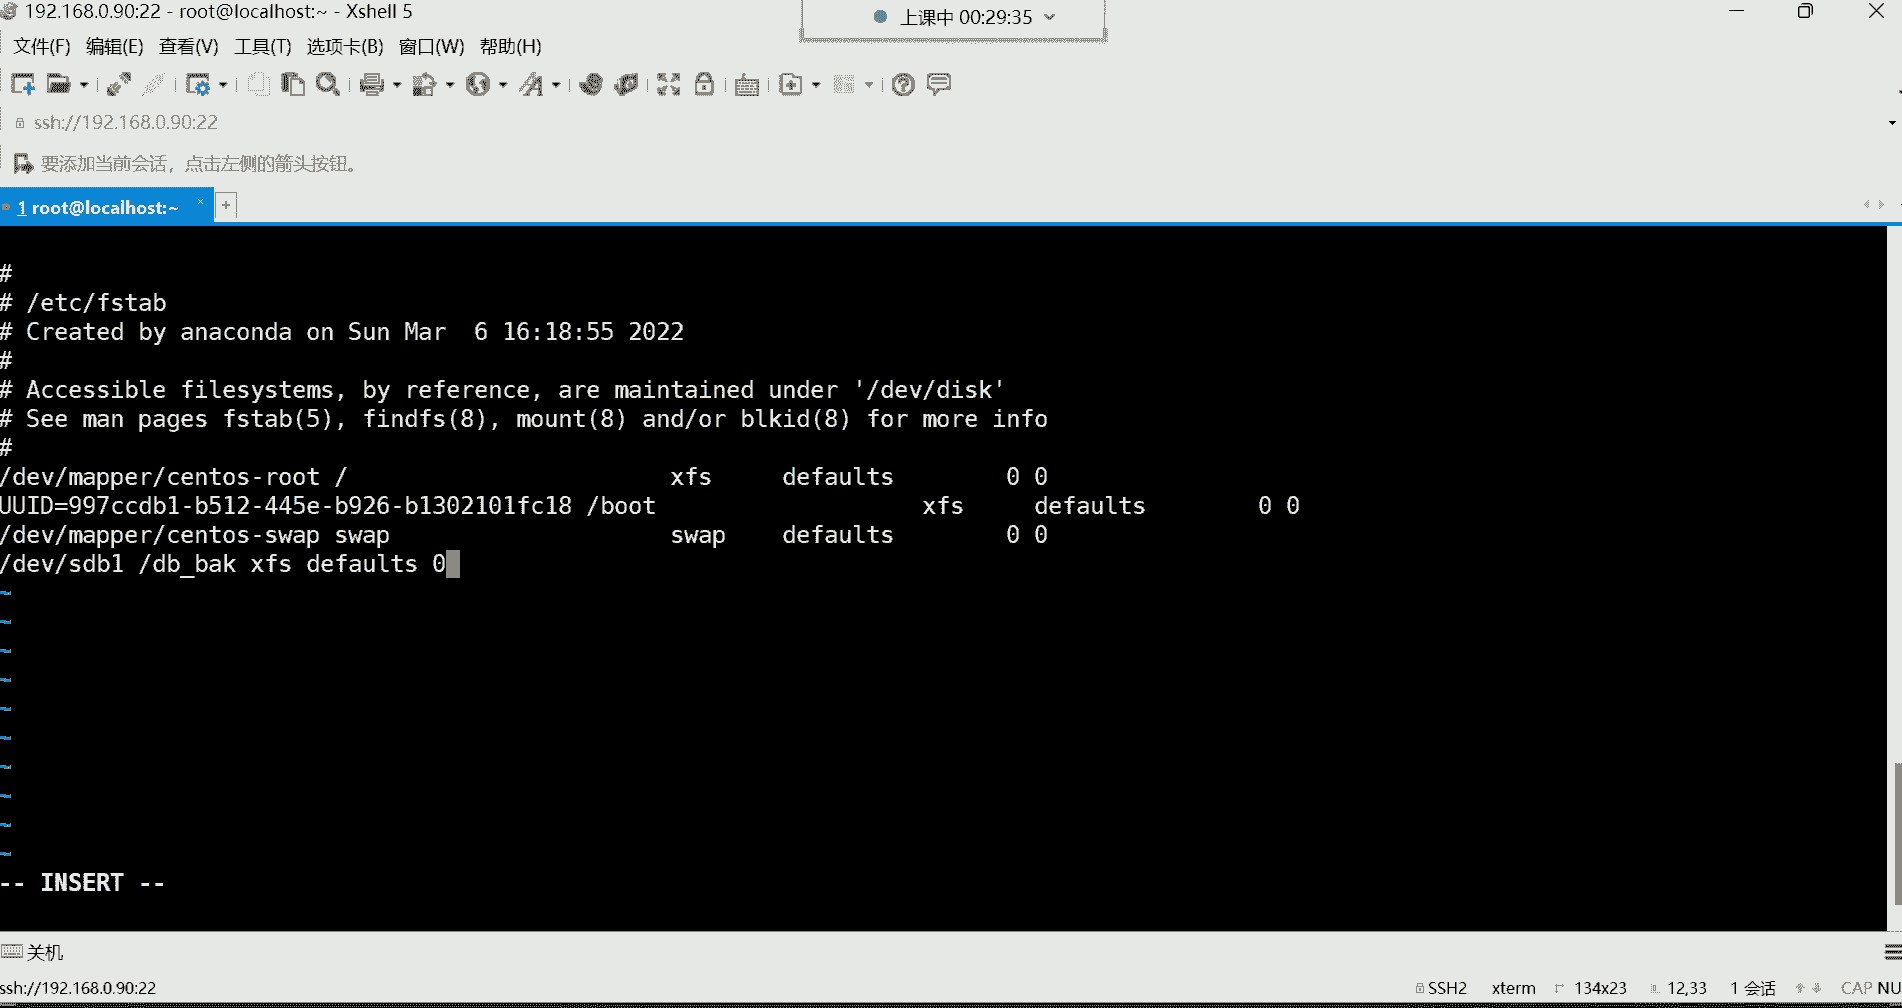 192.168.0.90:22 - root@localhost:~ - Xshell 5
上课中 00:29:35
文件(F) 编辑(E) 查看(V) 工具(T) 选项卡(B) 窗口(W) 帮助(H)
ssh://192.168.0.90:22
要添加当前会话，点击左侧的箭头按钮。
1 root@localhost:~ × +
#
# /etc/fstab
# Created by anaconda on Sun Mar  6 16:18:55 2022
#
# Accessible filesystems, by reference, are maintained under '/dev/disk'
# See man pages fstab(5), findfs(8), mount(8) and/or blkid(8) for more info
#
/dev/mapper/centos-root /                       xfs     defaults        0 0
UUID=997ccdb1-b512-445e-b926-b1302101fc18 /boot                   xfs     defaults        0 0
/dev/mapper/centos-swap swap                    swap    defaults        0 0
/dev/sdb1 /db_bak xfs defaults 0
~
~
~
~
~
~
~
~
~
~
-- INSERT --
关机
ssh://192.168.0.90:22 SSH2 xterm 134x23 12,33 1 会话 CAP NU